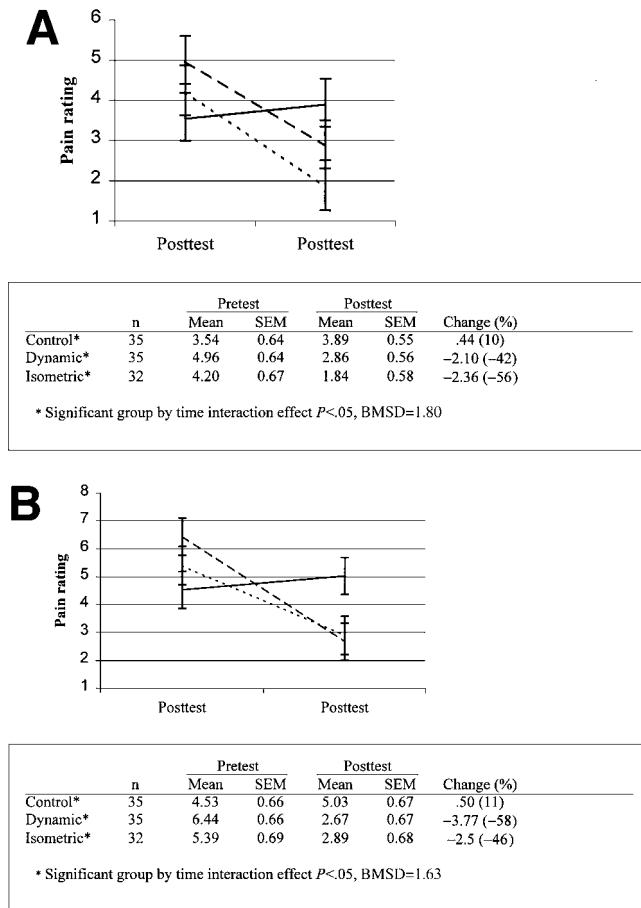 A
6
5
4
3
2
1
Pain rating
Posttest Posttest
Pretest Posttest
n Mean SEM Mean SEM Change (%)
Control* 35 3.54 0.64 3.89 0.55 .44 (10)
Dynamic* 35 4.96 0.64 2.86 0.56 −2.10 (−42)
Isometric* 32 4.20 0.67 1.84 0.58 −2.36 (−56)
* Significant group by time interaction effect P<.05, BMSD=1.80
B
8
7
6
5
4
3
2
1
Pain rating
Posttest Posttest
Pretest Posttest
n Mean SEM Mean SEM Change (%)
Control* 35 4.53 0.66 5.03 0.67 .50 (11)
Dynamic* 35 6.44 0.66 2.67 0.67 −3.77 (−58)
Isometric* 32 5.39 0.69 2.89 0.68 −2.5 (−46)
* Significant group by time interaction effect P<.05, BMSD=1.63